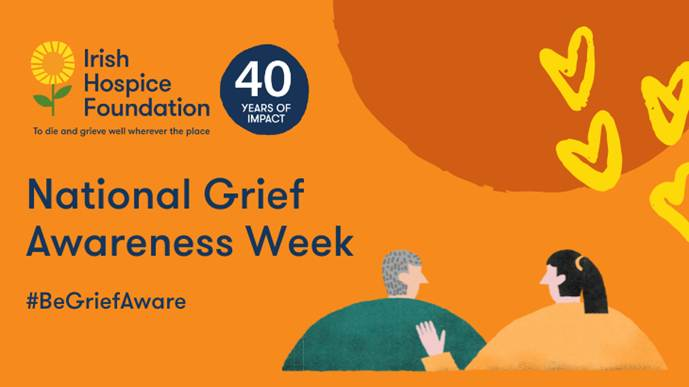 Irish
Hospice
Foundation
To die and grieve well wherever the place
40
YEARS OF
IMPACT
National Grief
Awareness Week
#BeGriefAware